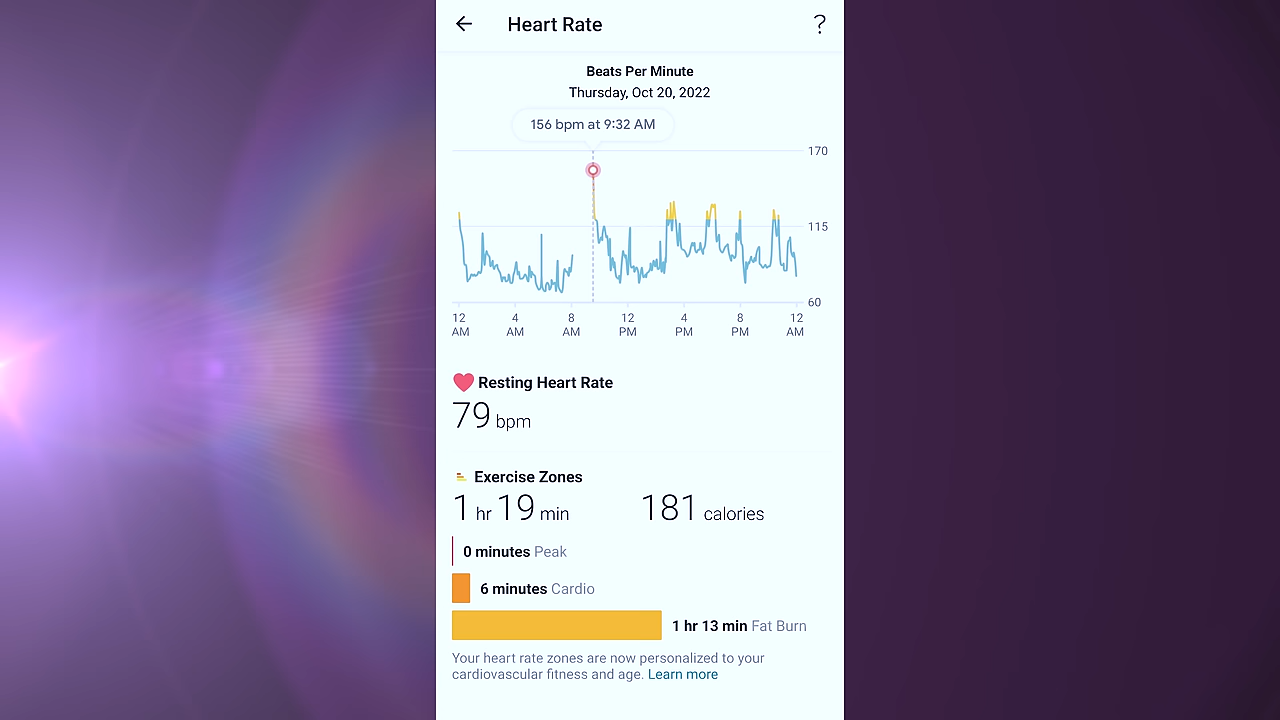 Heart Rate
?
Beats Per Minute
Thursday, Oct 20, 2022
156 bpm at 9:32 AM
170
115
60
12 AM
4 AM
8 AM
12 PM
4 PM
8 PM
12 AM
Resting Heart Rate
79 bpm
Exercise Zones
1 hr 19 min 181 calories
0 minutes Peak
6 minutes Cardio
1 hr 13 min Fat Burn
Your heart rate zones are now personalized to your
cardiovascular fitness and age. Learn more